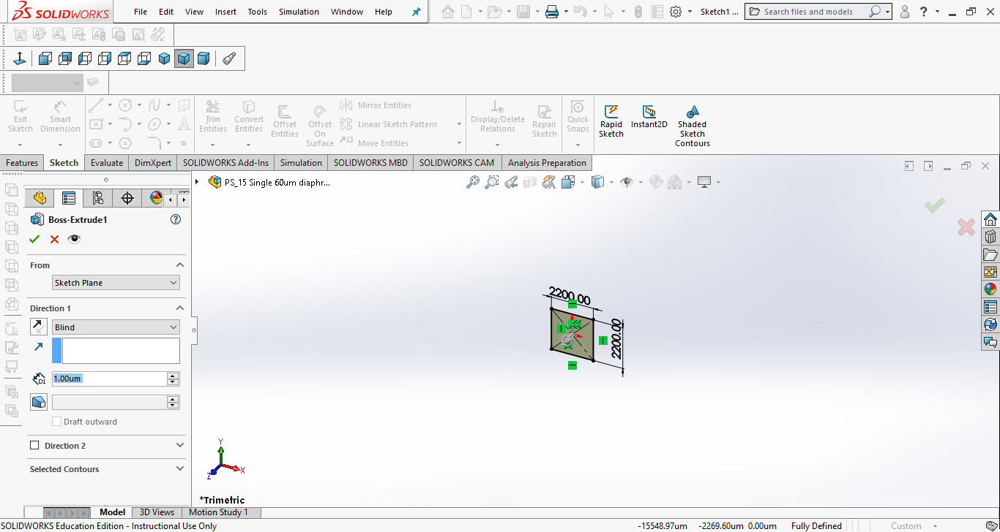 SOLIDWORKS File Edit View Insert Tools Simulation Window Help Sketch1 ... Search files and models ?
Exit Sketch
Smart Dimension
Trim Entities
Convert Entities
Offset Entities
Offset On Surface
Mirror Entities
Linear Sketch Pattern
Move Entities
Display/Delete Relations
Repair Sketch
Quick Snaps
Rapid Sketch
Instant2D
Shaded Sketch Contours
Features Sketch Evaluate DimXpert SOLIDWORKS Add-Ins Simulation SOLIDWORKS MBD SOLIDWORKS CAM Analysis Preparation
PS_15 Single 60um diaphr...
Boss-Extrude1
From
Sketch Plane
Direction 1
Blind
D1
1.00um
Draft outward
Direction 2
Selected Contours
2200.00
2200.00
Y
X
Z
*Trimetric
Model 3D Views Motion Study 1
SOLIDWORKS Education Edition - Instructional Use Only -15548.97um -2269.60um 0.00um Fully Defined Custom